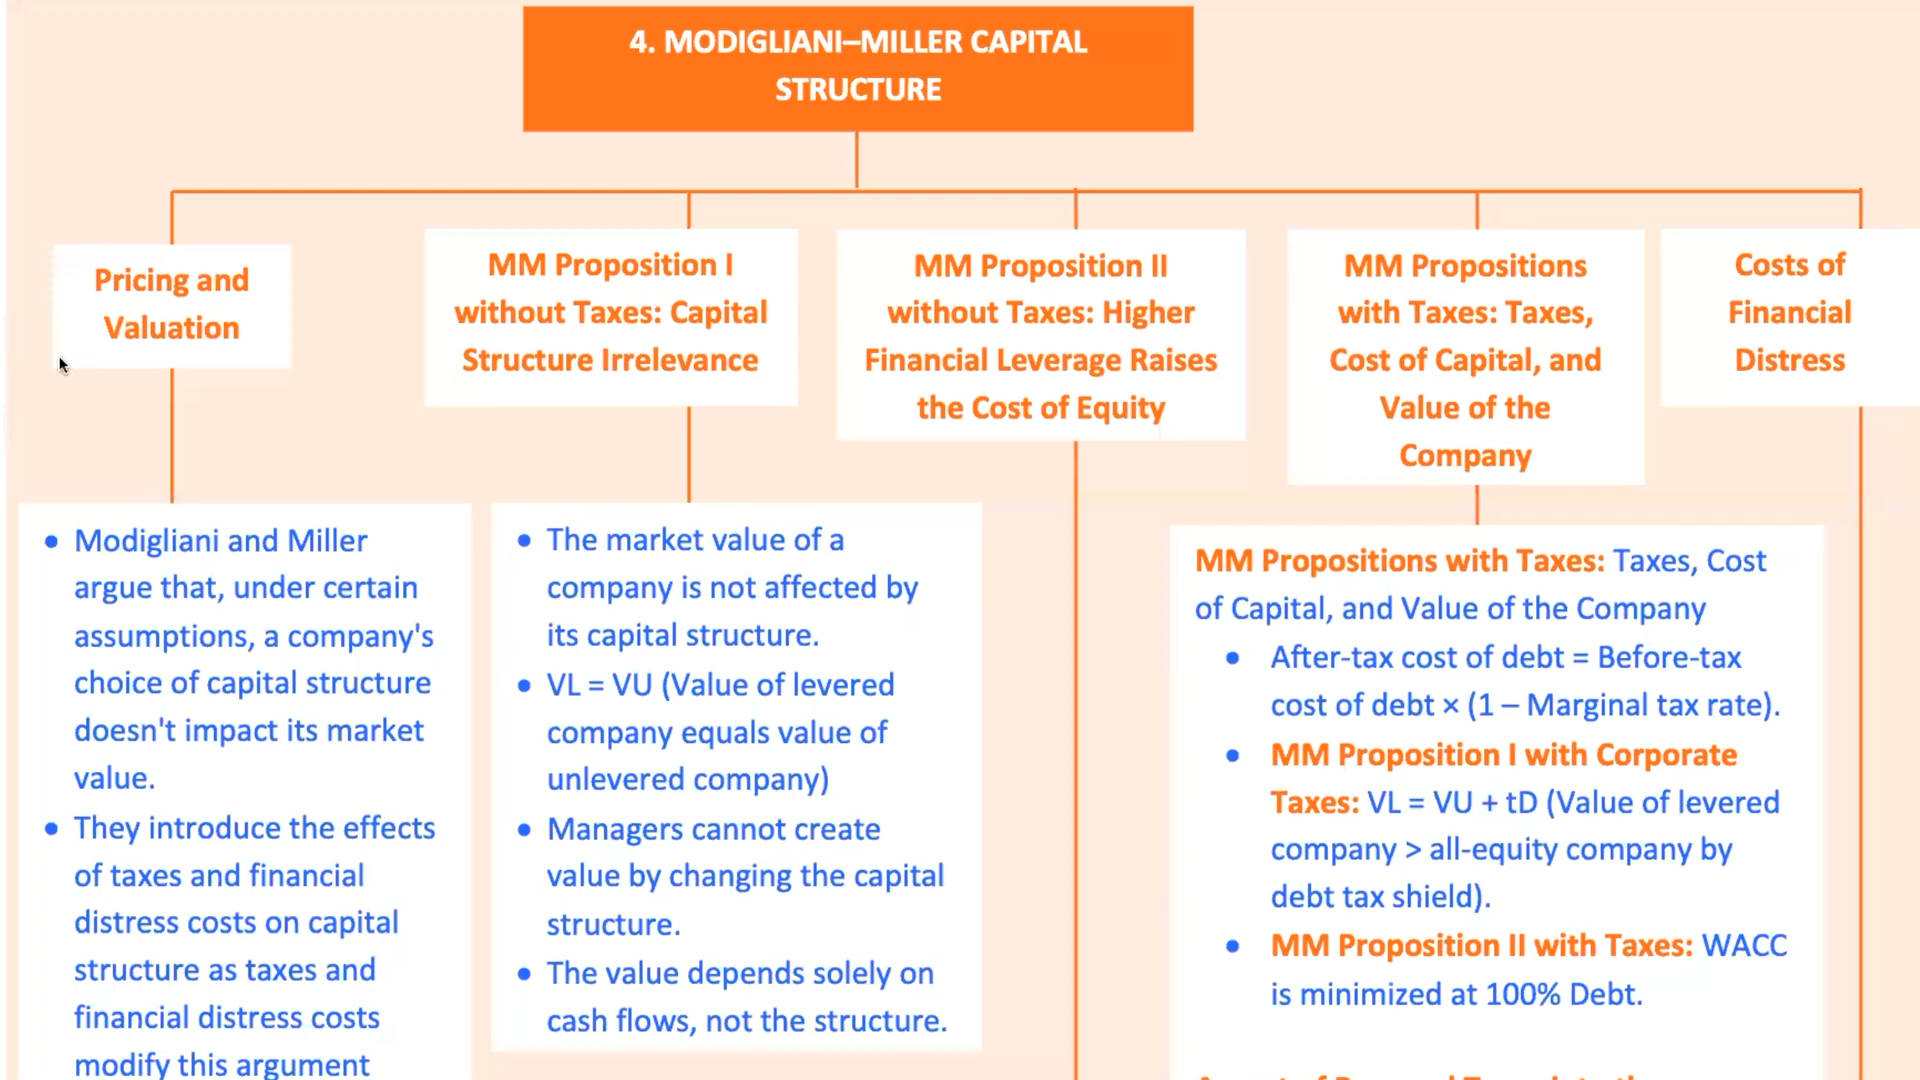 4. MODIGLIANI–MILLER CAPITAL
STRUCTURE
Pricing and
Valuation
MM Proposition I
without Taxes: Capital
Structure Irrelevance
MM Proposition II
without Taxes: Higher
Financial Leverage Raises
the Cost of Equity
MM Propositions
with Taxes: Taxes,
Cost of Capital, and
Value of the
Company
Costs of
Financial
Distress
• Modigliani and Miller
argue that, under certain
assumptions, a company's
choice of capital structure
doesn't impact its market
value.
• They introduce the effects
of taxes and financial
distress costs on capital
structure as taxes and
financial distress costs
modify this argument
• The market value of a
company is not affected by
its capital structure.
• VL = VU (Value of levered
company equals value of
unlevered company)
• Managers cannot create
value by changing the capital
structure.
• The value depends solely on
cash flows, not the structure.
MM Propositions with Taxes: Taxes, Cost
of Capital, and Value of the Company
• After-tax cost of debt = Before-tax
cost of debt × (1 – Marginal tax rate).
• MM Proposition I with Corporate
Taxes: VL = VU + tD (Value of levered
company > all-equity company by
debt tax shield).
• MM Proposition II with Taxes: WACC
is minimized at 100% Debt.